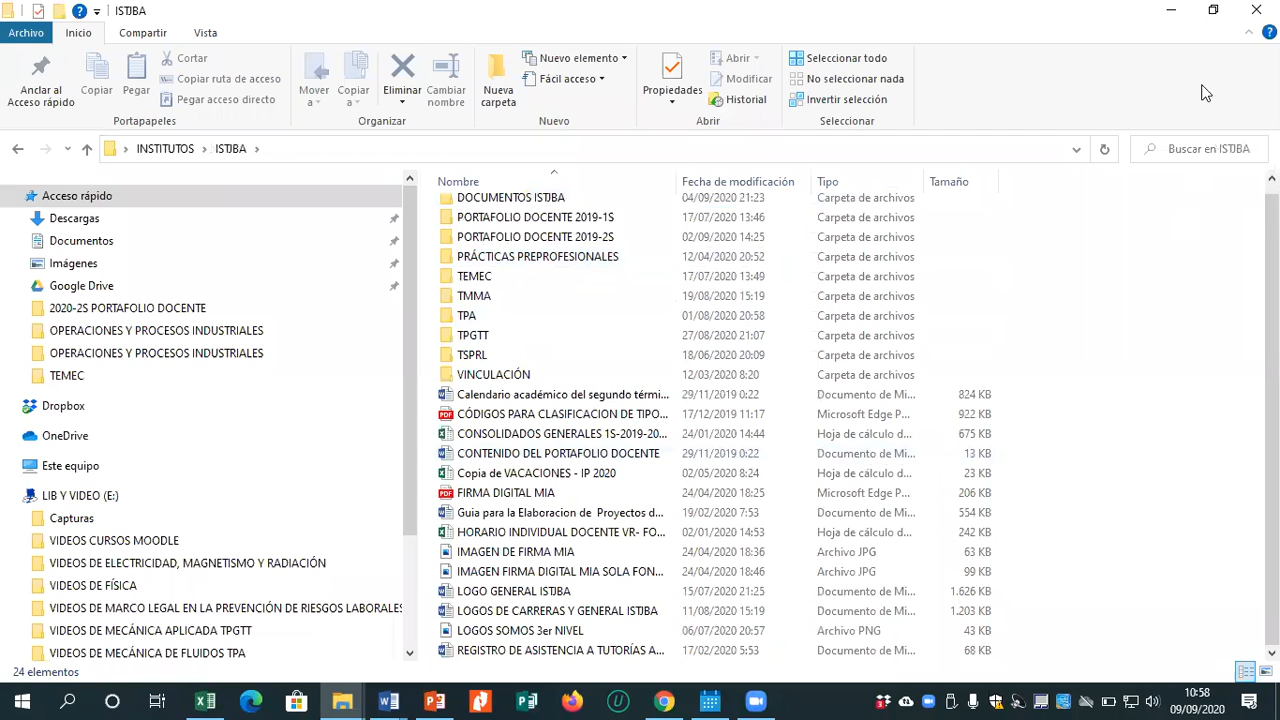 ISTJBA
Archivo Inicio Compartir Vista
Anclar al Acceso rápido
Copiar
Pegar
Cortar
Copiar ruta de acceso
Pegar acceso directo
Portapapeles
Mover a
Copiar a
Eliminar
Cambiar nombre
Organizar
Nueva carpeta
Nuevo elemento
Fácil acceso
Nuevo
Propiedades
Abrir
Modificar
Historial
Abrir
Seleccionar todo
No seleccionar nada
Invertir selección
Seleccionar
INSTITUTOS > ISTJBA >
Buscar en ISTJBA
Acceso rápido
Descargas
Documentos
Imágenes
Google Drive
2020-2S PORTAFOLIO DOCENTE
OPERACIONES Y PROCESOS INDUSTRIALES
OPERACIONES Y PROCESOS INDUSTRIALES
TEMEC
Dropbox
OneDrive
Este equipo
LIB Y VIDEO (E:)
Capturas
VIDEOS CURSOS MOODLE
VIDEOS DE ELECTRICIDAD, MAGNETISMO Y RADIACIÓN
VIDEOS DE FÍSICA
VIDEOS DE MARCO LEGAL EN LA PREVENCIÓN DE RIESGOS LABORALES
VIDEOS DE MECÁNICA APLICADA TPGTT
VIDEOS DE MECÁNICA DE FLUIDOS TPA
Nombre Fecha de modificación Tipo Tamaño
DOCUMENTOS ISTJBA 04/09/2020 21:23 Carpeta de archivos
PORTAFOLIO DOCENTE 2019-1S 17/07/2020 13:46 Carpeta de archivos
PORTAFOLIO DOCENTE 2019-2S 02/09/2020 14:25 Carpeta de archivos
PRÁCTICAS PREPROFESIONALES 12/04/2020 20:52 Carpeta de archivos
TEMEC 17/07/2020 13:49 Carpeta de archivos
TMMA 19/08/2020 15:19 Carpeta de archivos
TPA 01/08/2020 20:58 Carpeta de archivos
TPGTT 27/08/2020 21:07 Carpeta de archivos
TSPRL 18/06/2020 20:09 Carpeta de archivos
VINCULACIÓN 12/03/2020 8:20 Carpeta de archivos
Calendario académico del segundo térmi... 29/11/2019 0:22 Documento de Mi... 824 KB
CÓDIGOS PARA CLASIFICACION DE TIPO... 17/12/2019 11:17 Microsoft Edge P... 922 KB
CONSOLIDADOS GENERALES 1S-2019-20... 24/01/2020 14:44 Hoja de cálculo d... 675 KB
CONTENIDO DEL PORTAFOLIO DOCENTE 29/11/2019 0:22 Documento de Mi... 13 KB
Copia de VACACIONES - IP 2020 02/05/2020 8:24 Hoja de cálculo d... 23 KB
FIRMA DIGITAL MIA 24/04/2020 18:25 Microsoft Edge P... 206 KB
Guia para la Elaboracion de Proyectos d... 19/02/2020 7:53 Documento de Mi... 554 KB
HORARIO INDIVIDUAL DOCENTE VR- FO... 02/01/2020 14:53 Hoja de cálculo d... 242 KB
IMAGEN DE FIRMA MIA 24/04/2020 18:36 Archivo JPG 63 KB
IMAGEN FIRMA DIGITAL MIA SOLA FON... 24/04/2020 18:46 Archivo JPG 99 KB
LOGO GENERAL ISTJBA 15/07/2020 21:25 Documento de Mi... 1.626 KB
LOGOS DE CARRERAS Y GENERAL ISTJBA 11/08/2020 15:19 Documento de Mi... 1.203 KB
LOGOS SOMOS 3er NIVEL 06/07/2020 20:57 Archivo PNG 43 KB
REGISTRO DE ASISTENCIA A TUTORÍAS A... 17/02/2020 5:53 Documento de Mi... 68 KB
24 elementos
10:58
09/09/2020